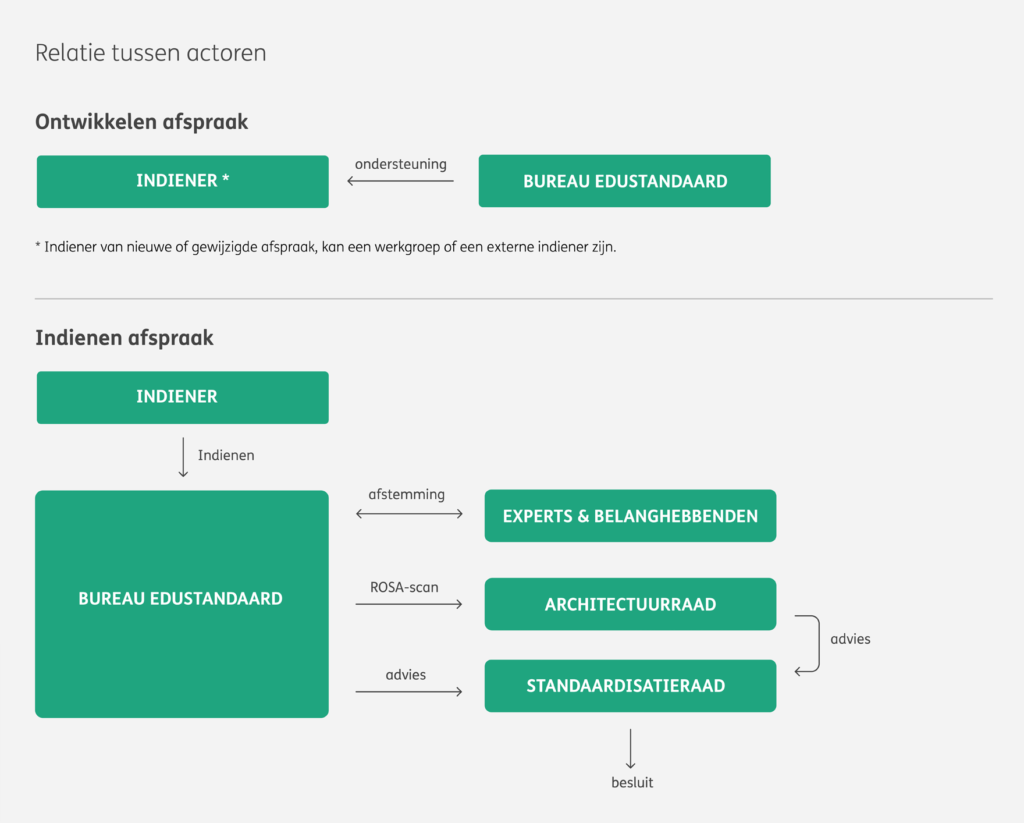 Relatie tussen actoren
Ontwikkelen afspraak
INDIENER *
ondersteuning
BUREAU EDUSTANDAARD
* Indiener van nieuwe of gewijzigde afspraak, kan een werkgroep of een externe indiener zijn.
Indienen afspraak
INDIENER
Indienen
BUREAU EDUSTANDAARD
afstemming
EXPERTS & BELANGHEBBENDEN
ROSA-scan
ARCHITECTUURRAAD
advies
advies
STANDAARDISATIERAAD
besluit